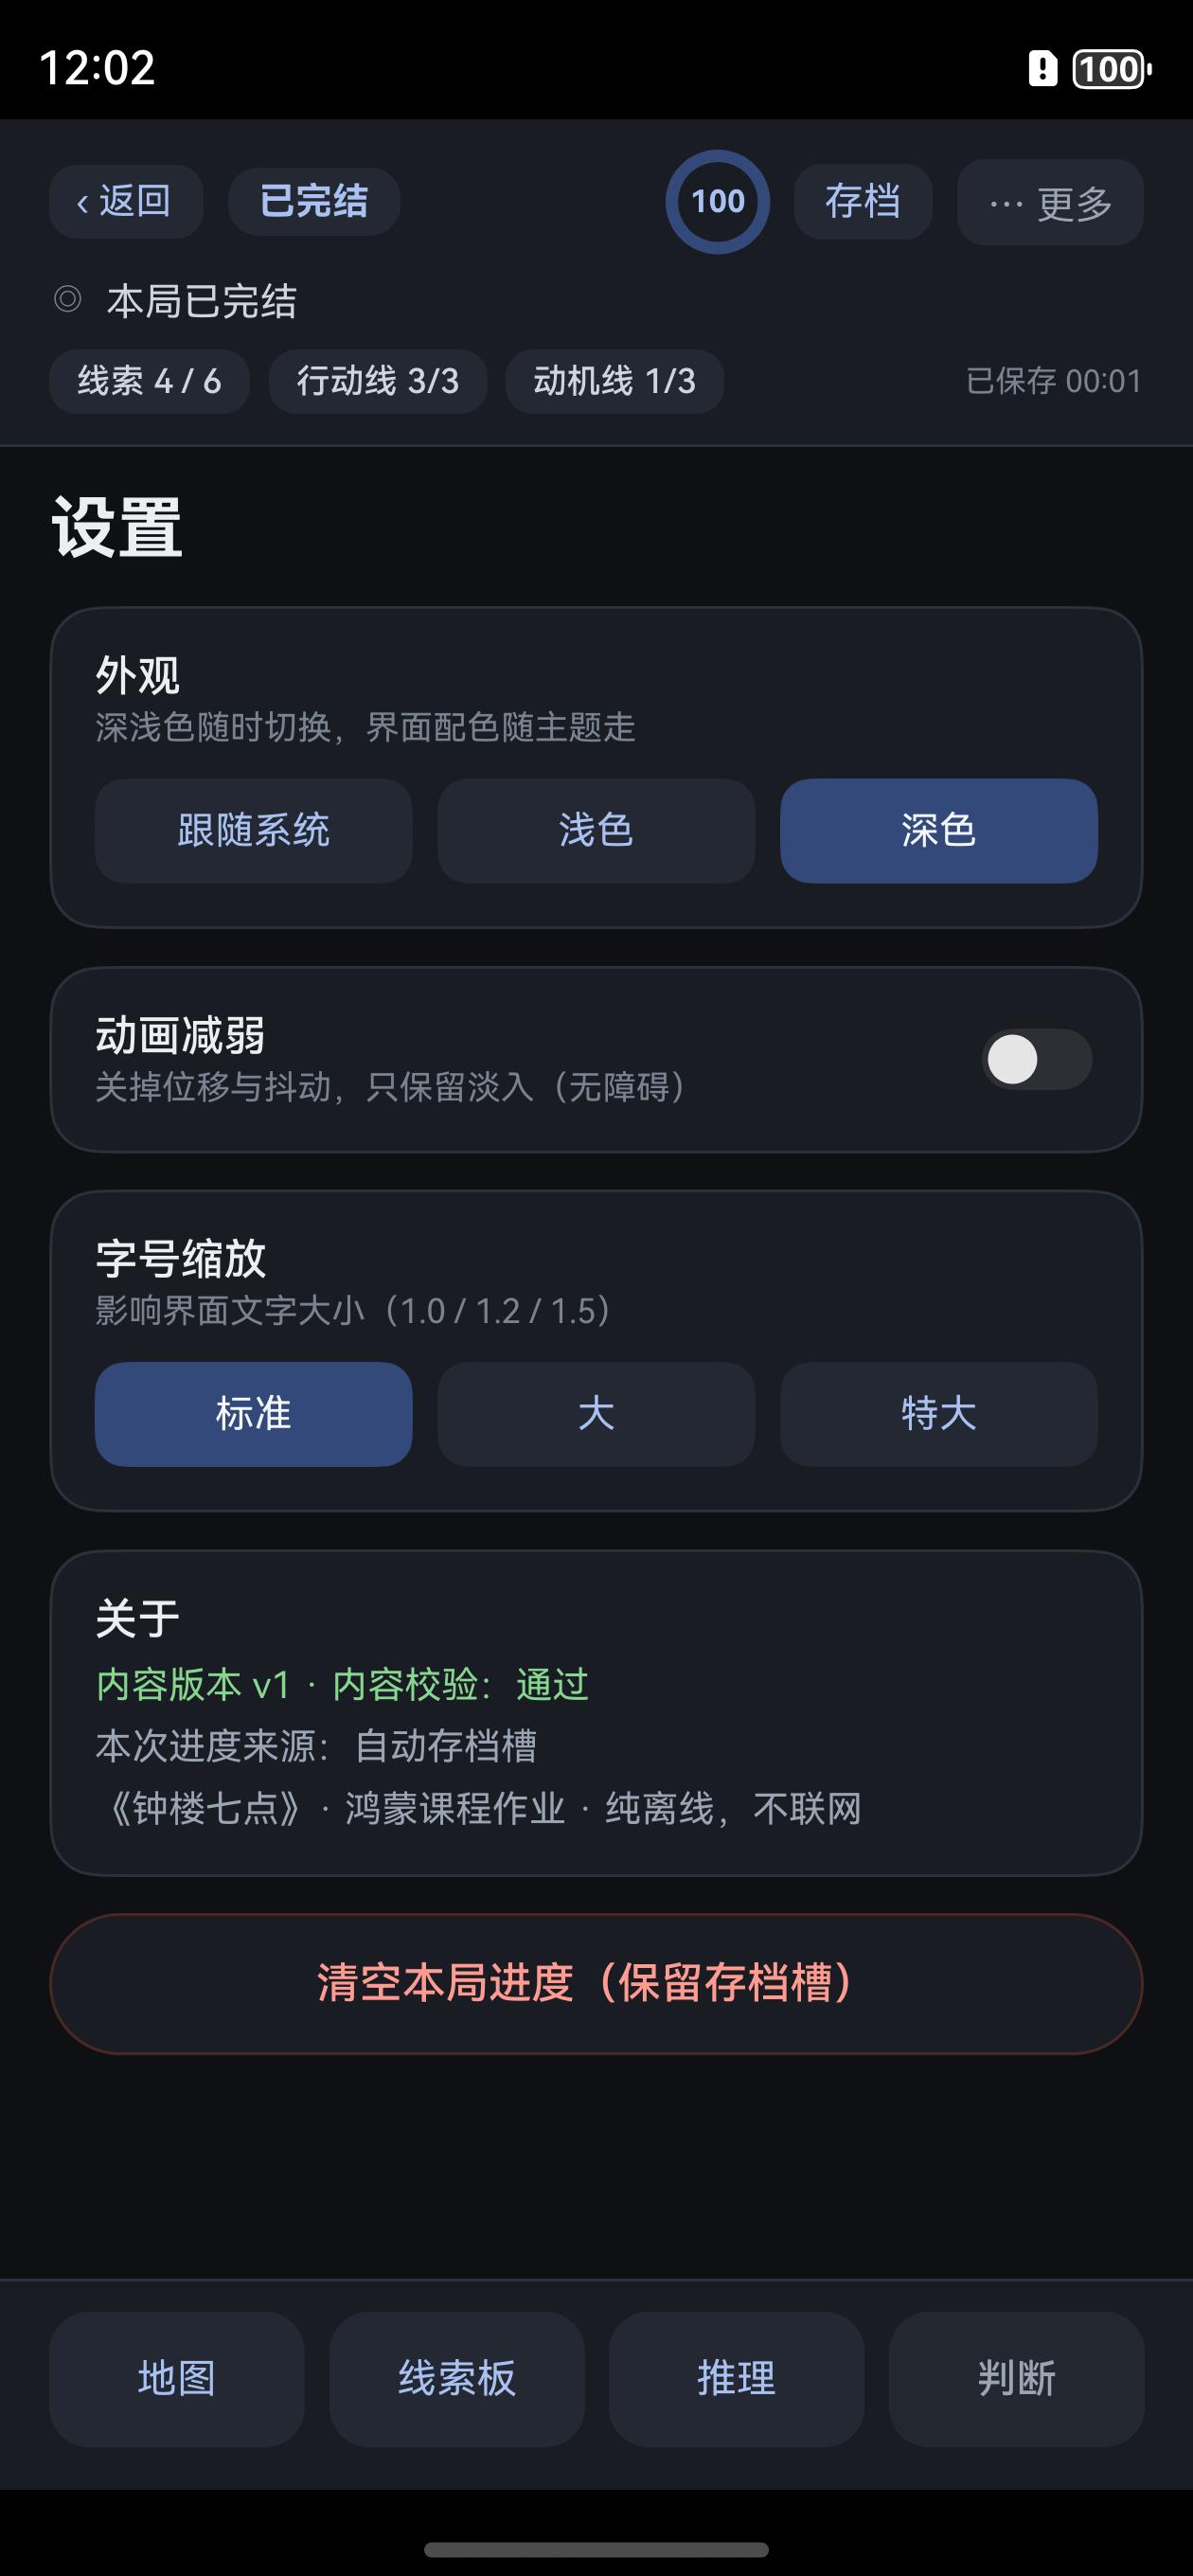 12:02
100
‹ 返回
已完结
100
存档
··· 更多
◎ 本局已完结
线索 4 / 6
行动线 3/3
动机线 1/3
已保存 00:01
设置
外观
深浅色随时切换，界面配色随主题走
跟随系统
浅色
深色
动画减弱
关掉位移与抖动，只保留淡入（无障碍）
字号缩放
影响界面文字大小（1.0 / 1.2 / 1.5）
标准
大
特大
关于
内容版本 v1 · 内容校验：通过
本次进度来源：自动存档槽
《钟楼七点》 · 鸿蒙课程作业 · 纯离线，不联网
清空本局进度（保留存档槽）
地图
线索板
推理
判断